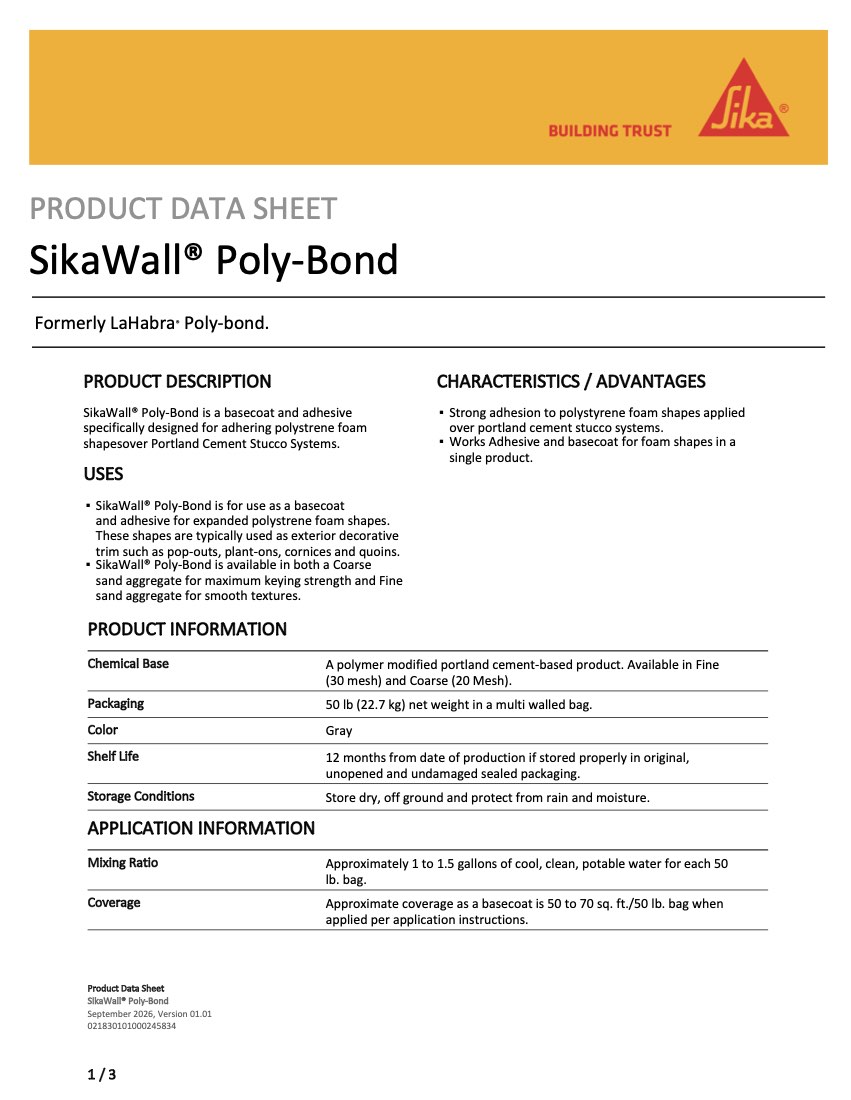 BUILDING TRUST
Sika®
PRODUCT DATA SHEET
SikaWall® Poly-Bond
Formerly LaHabra® Poly-bond.
PRODUCT DESCRIPTION
SikaWall® Poly-Bond is a basecoat and adhesive
specifically designed for adhering polystrene foam
shapesover Portland Cement Stucco Systems.
USES
▪ SikaWall® Poly-Bond is for use as a basecoat
and adhesive for expanded polystrene foam shapes.
These shapes are typically used as exterior decorative
trim such as pop-outs, plant-ons, cornices and quoins.
▪ SikaWall® Poly-Bond is available in both a Coarse
sand aggregate for maximum keying strength and Fine
sand aggregate for smooth textures.
CHARACTERISTICS / ADVANTAGES
▪ Strong adhesion to polystyrene foam shapes applied
over portland cement stucco systems.
▪ Works Adhesive and basecoat for foam shapes in a
single product.
PRODUCT INFORMATION
Chemical Base
A polymer modified portland cement-based product. Available in Fine
(30 mesh) and Coarse (20 Mesh).
Packaging
50 lb (22.7 kg) net weight in a multi walled bag.
Color
Gray
Shelf Life
12 months from date of production if stored properly in original,
unopened and undamaged sealed packaging.
Storage Conditions
Store dry, off ground and protect from rain and moisture.
APPLICATION INFORMATION
Mixing Ratio
Approximately 1 to 1.5 gallons of cool, clean, potable water for each 50
lb. bag.
Coverage
Approximate coverage as a basecoat is 50 to 70 sq. ft./50 lb. bag when
applied per application instructions.
Product Data Sheet
SikaWall® Poly-Bond
September 2026, Version 01.01
021830101000245834
1 / 3